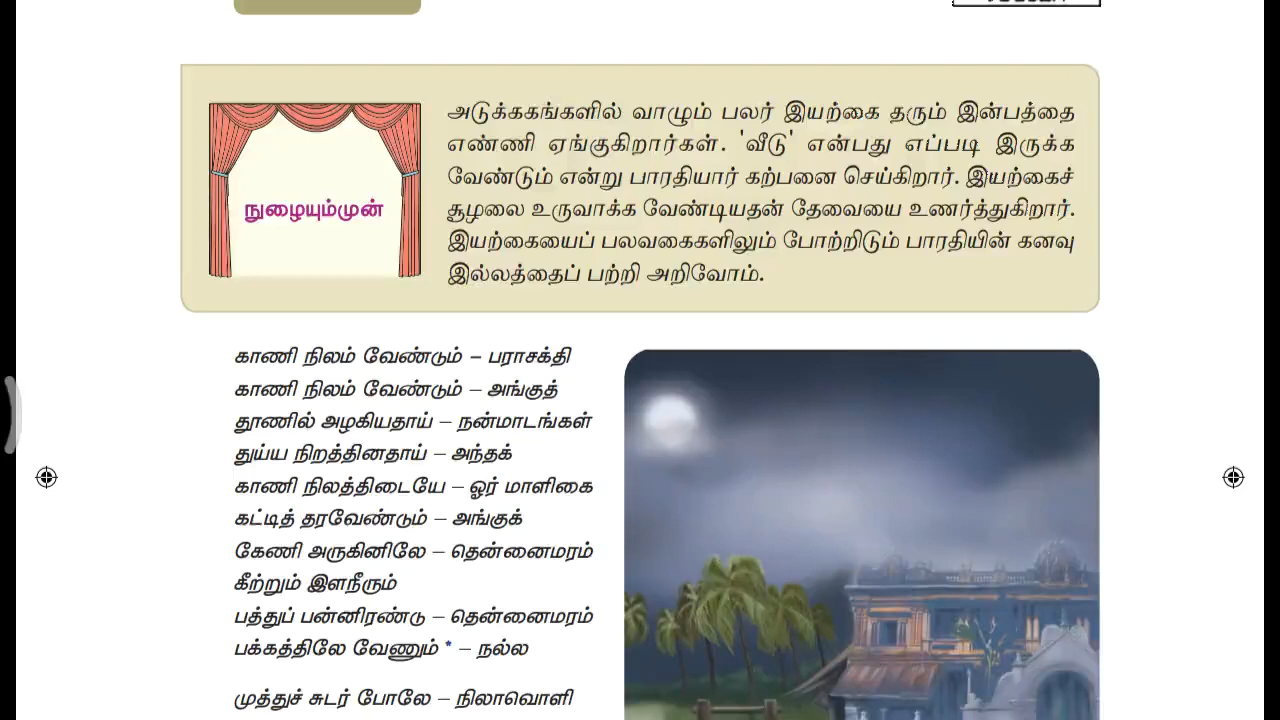 அடுக்ககங்களில் வாழும் பலர் இயற்கை தரும் இன்பத்தை
எண்ணி ஏங்குகிறார்கள். 'வீடு' என்பது எப்படி இருக்க
வேண்டும் என்று பாரதியார் கற்பனை செய்கிறார். இயற்கைச்
சூழலை உருவாக்க வேண்டியதன் தேவையை உணர்த்துகிறார்.
இயற்கையைப் பலவகைகளிலும் போற்றிடும் பாரதியின் கனவு
இல்லத்தைப் பற்றி அறிவோம்.
நுழையும்முன்
காணி நிலம் வேண்டும் – பராசக்தி
காணி நிலம் வேண்டும் – அங்குத்
தூணில் அழகியதாய் – நன்மாடங்கள்
துய்ய நிறத்தினதாய் – அந்தக்
காணி நிலத்திடையே – ஓர் மாளிகை
கட்டித் தரவேண்டும் – அங்குக்
கேணி அருகினிலே – தென்னைமரம்
கீற்றும் இளநீரும்
பத்துப் பன்னிரண்டு – தென்னைமரம்
பக்கத்திலே வேணும் * – நல்ல
முத்துச் சுடர் போலே – நிலாவொளி